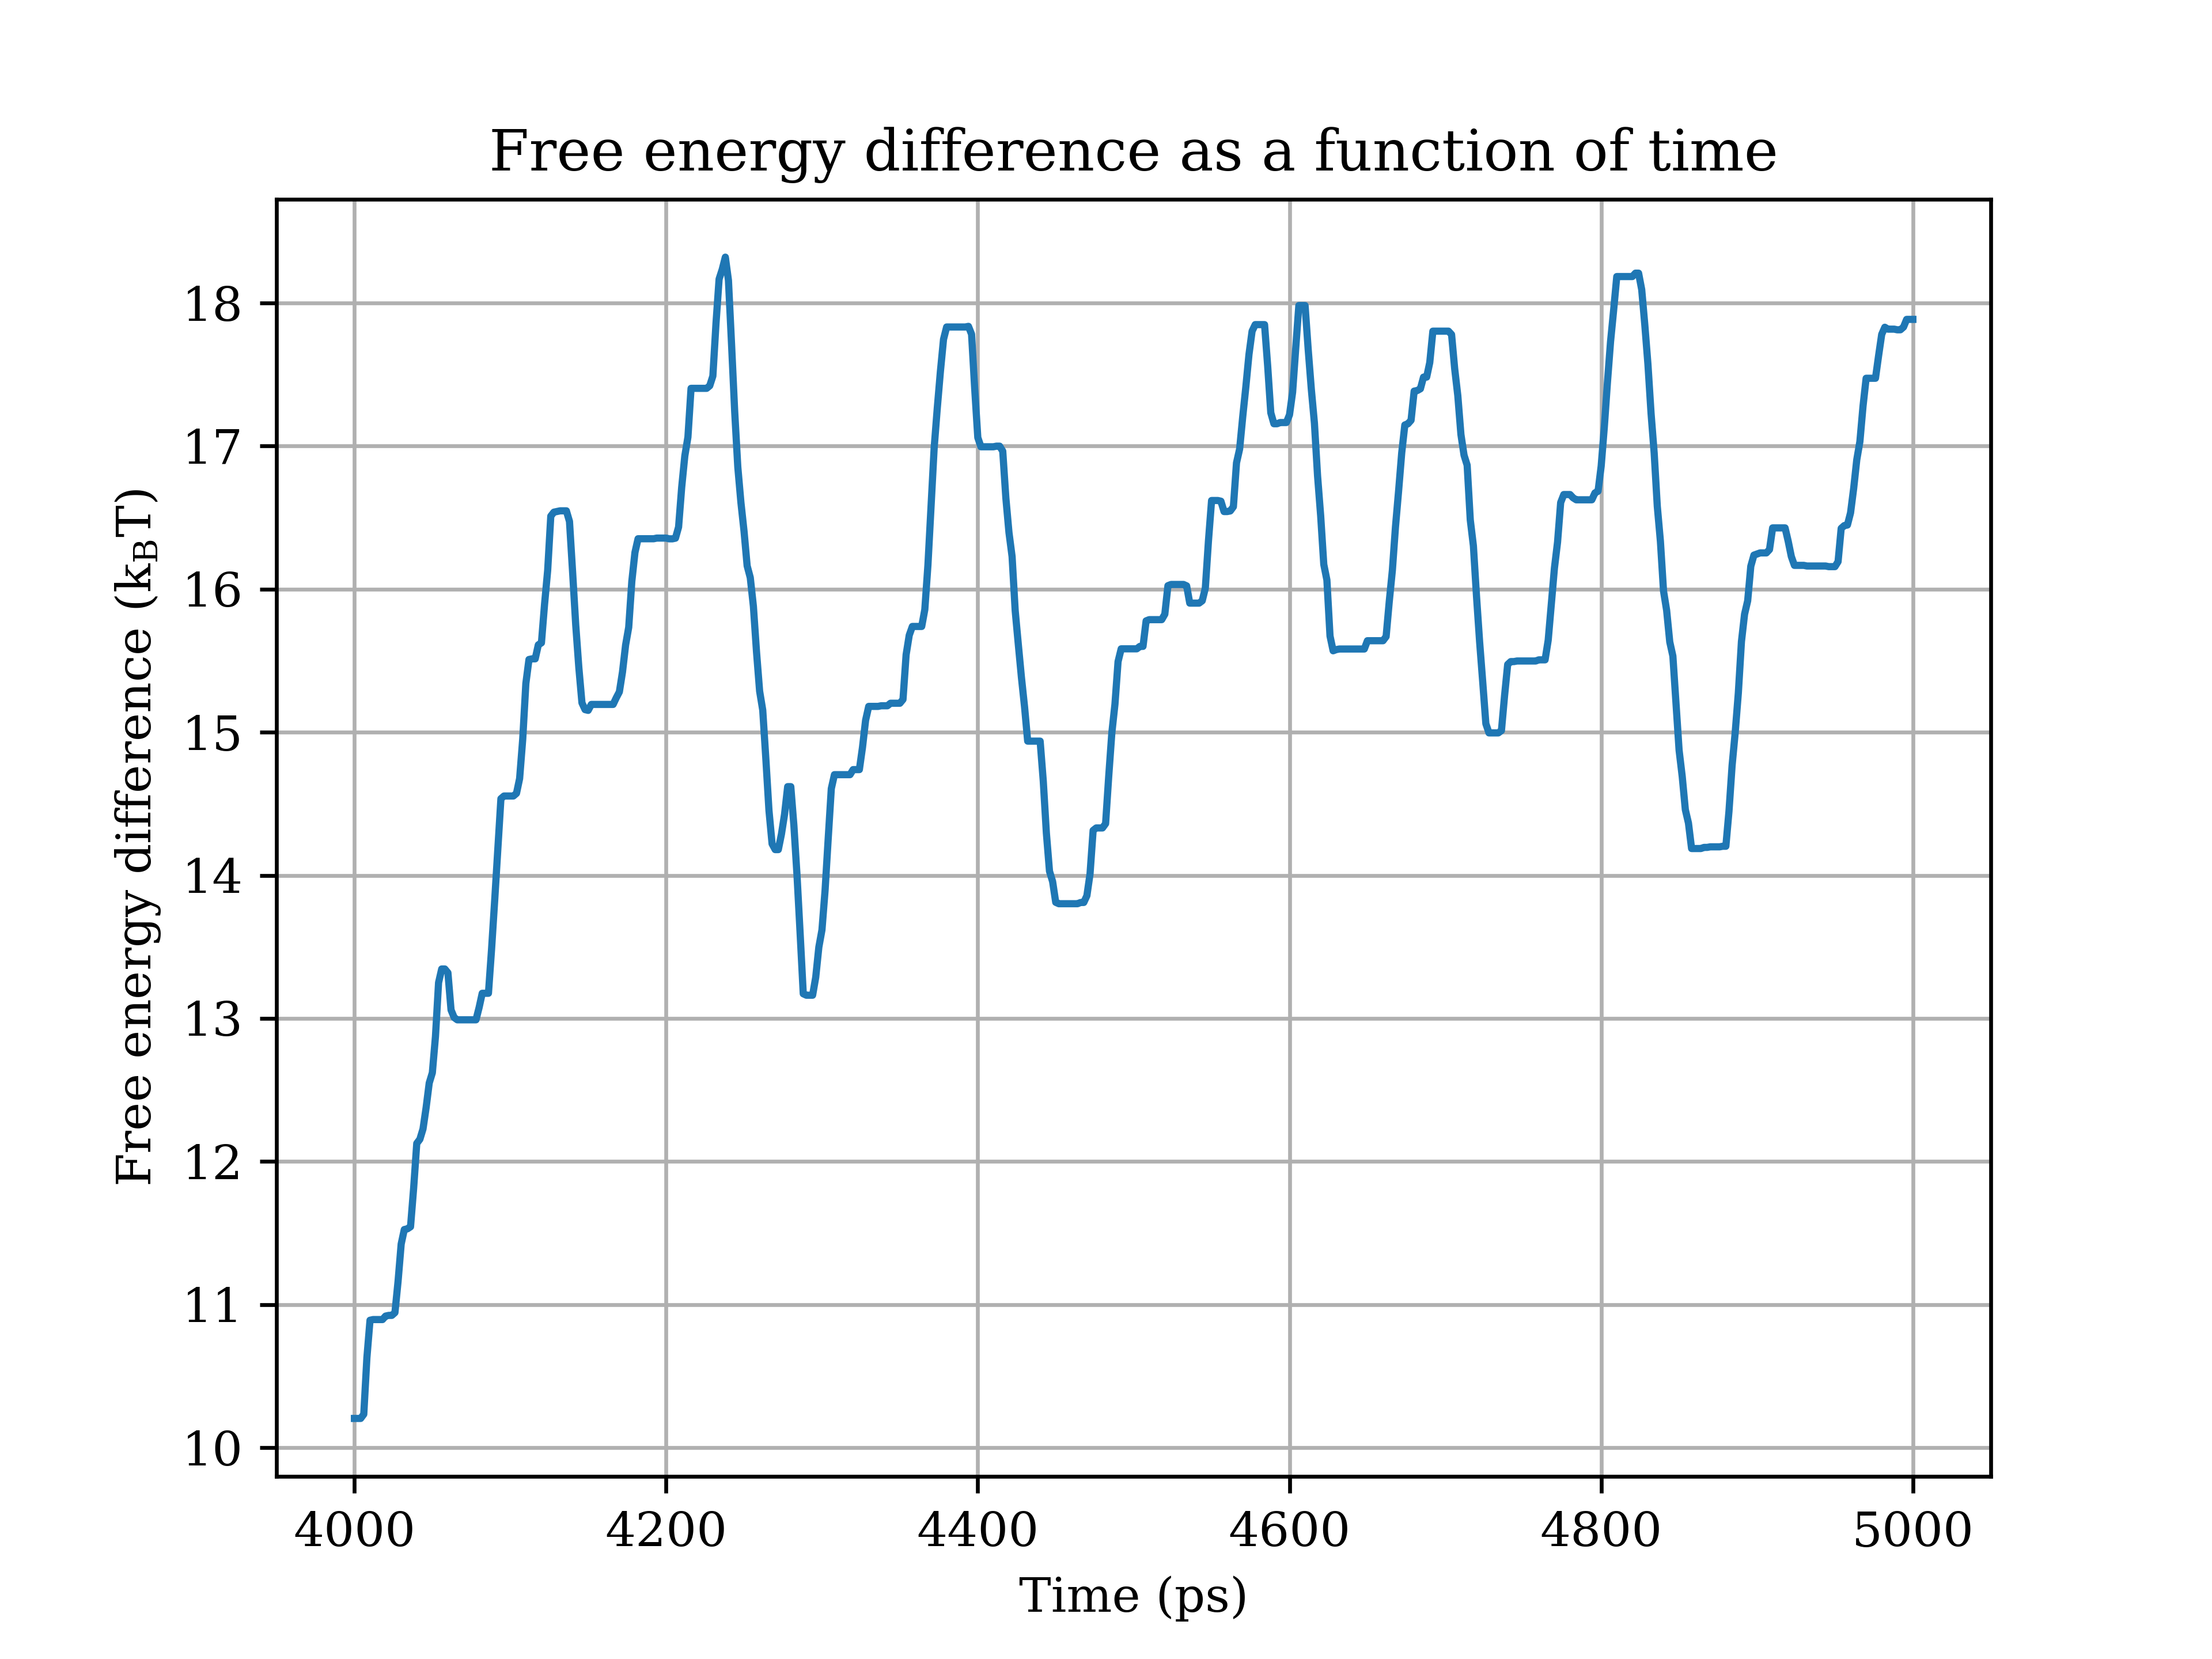 Free energy difference as a function of time
Free energy difference (k_BT)
18
17
16
15
14
13
12
11
10
4000 4200 4400 4600 4800 5000
Time (ps)